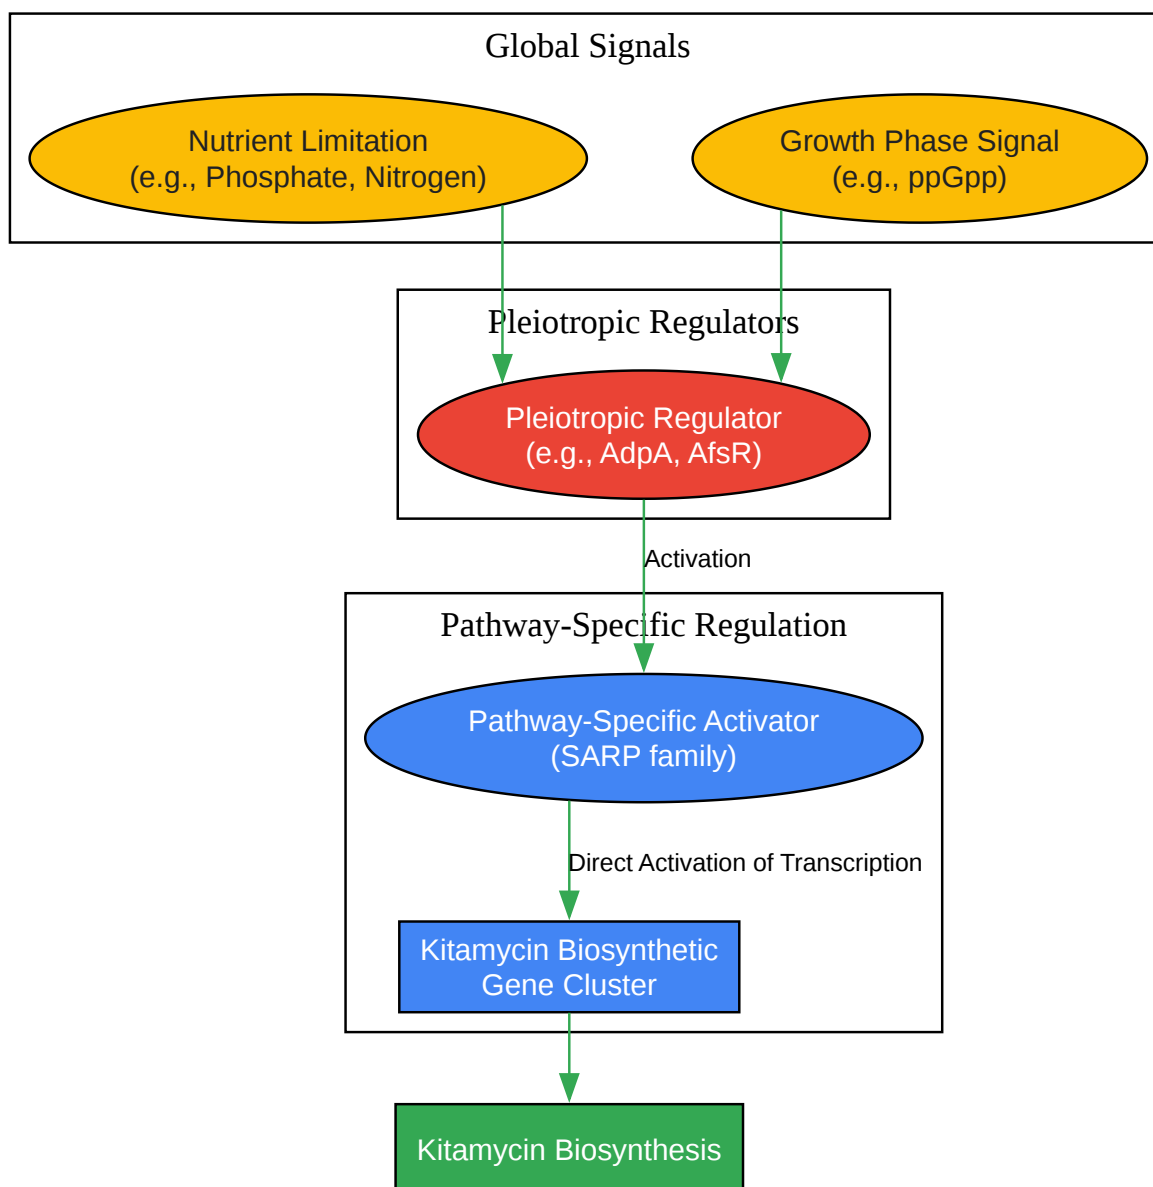 Global Signals
Nutrient Limitation
(e.g., Phosphate, Nitrogen)
Growth Phase Signal
(e.g., ppGpp)
Pleiotropic Regulators
Pleiotropic Regulator
(e.g., AdpA, AfsR)
Activation
Pathway-Specific Regulation
Pathway-Specific Activator
(SARP family)
Direct Activation of Transcription
Kitamycin Biosynthetic
Gene Cluster
Kitamycin Biosynthesis